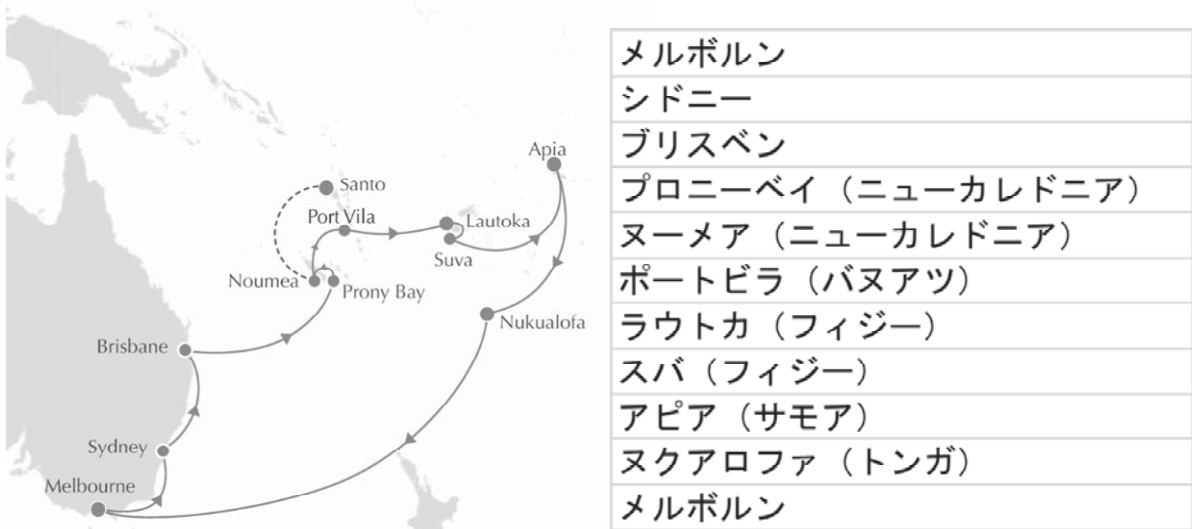 Apia
Santo
Port Vila
Lautoka
Suva
Noumea
Prony Bay
Nukualofa
Brisbane
Sydney
Melbourne
メルボルン
シドニー
ブリスベン
プロニーベイ（ニューカレドニア）
ヌーメア（ニューカレドニア）
ポートビラ（バヌアツ）
ラウトカ（フィジー）
スバ（フィジー）
アピア（サモア）
ヌクアロファ（トンガ）
メルボルン